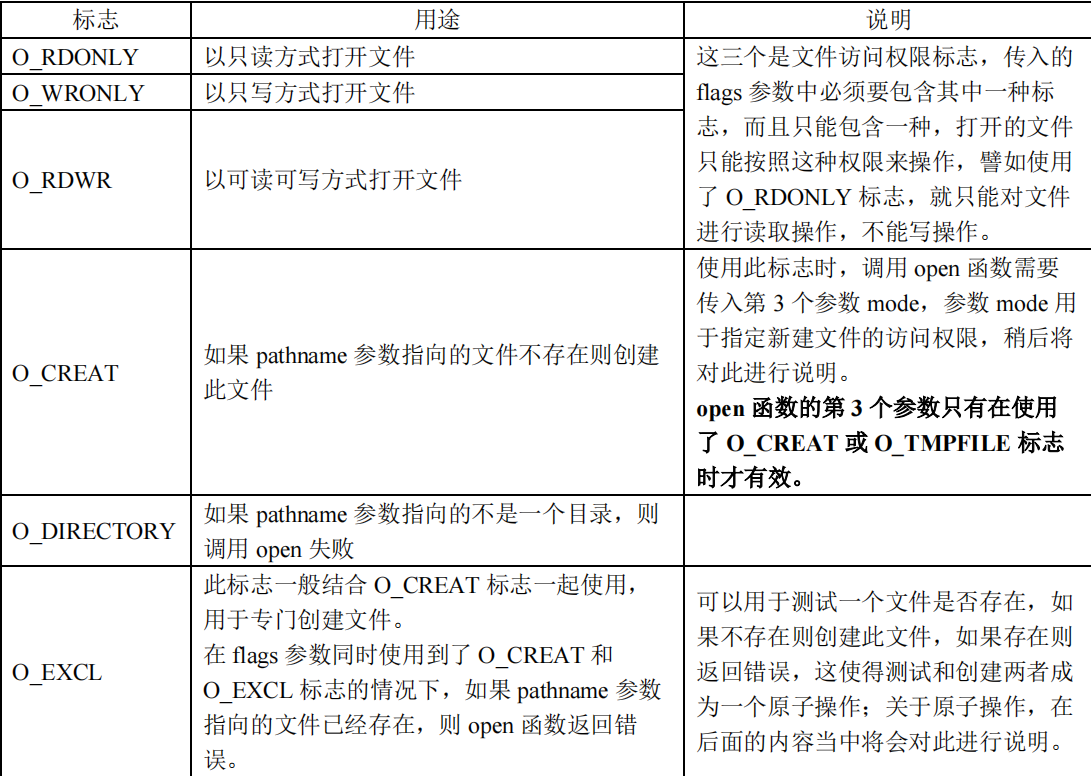 标志 用途 说明
O_RDONLY 以只读方式打开文件
O_WRONLY 以只写方式打开文件
O_RDWR 以可读可写方式打开文件
这三个是文件访问权限标志，传入的
flags 参数中必须要包含其中一种标
志，而且只能包含一种，打开的文件
只能按照这种权限来操作，譬如使用
了 O_RDONLY 标志，就只能对文件
进行读取操作，不能写操作。
O_CREAT
如果 pathname 参数指向的文件不存在则创建
此文件
使用此标志时，调用 open 函数需要
传入第 3 个参数 mode，参数 mode 用
于指定新建文件的访问权限，稍后将
对此进行说明。
open 函数的第 3 个参数只有在使用
了 O_CREAT 或 O_TMPFILE 标志
时才有效。
O_DIRECTORY
如果 pathname 参数指向的不是一个目录，则
调用 open 失败
O_EXCL
此标志一般结合 O_CREAT 标志一起使用，
用于专门创建文件。
在 flags 参数同时使用到了 O_CREAT 和
O_EXCL 标志的情况下，如果 pathname 参数
指向的文件已经存在，则 open 函数返回错
误。
可以用于测试一个文件是否存在，如
果不存在则创建此文件，如果存在则
返回错误，这使得测试和创建两者成
为一个原子操作；关于原子操作，在
后面的内容当中将会对此进行说明。